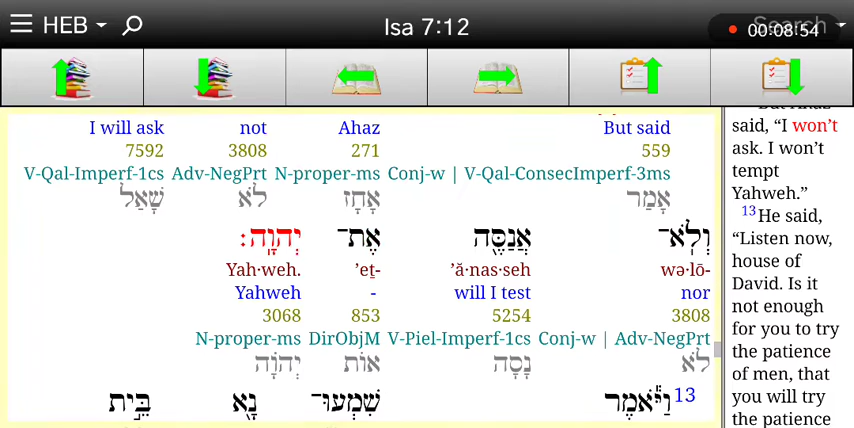 HEB
Isa 7:12
00:08:54
But said Ahaz not I will ask
559 271 3808 7592
Conj-w | V-Qal-ConsecImperf-3ms N-proper-ms Adv-NegPrt V-Qal-Imperf-1cs
אָמַר אָחָז לֹא שָׁאַל
וְלֹֽא־ אֲנַסֶּ֖ה אֶת־ יְהוָֽה׃
wə·lō- ’ă·nas·seh ’eṯ- Yah·weh.
nor will I test - Yahweh
3808 5254 853 3068
Conj-w | Adv-NegPrt V-Piel-Imperf-1cs DirObjM N-proper-ms
לֹא נָסָה אוֹת יְהוָֹה
13 וַיֹּ֕אמֶר שִׁמְעוּ־ נָ֖א בֵּ֣ית
said, “I won’t
ask. I won’t
tempt
Yahweh.”
13 He said,
“Listen now,
house of
David. Is it
not enough
for you to try
the patience
of men, that
you will try
the patience